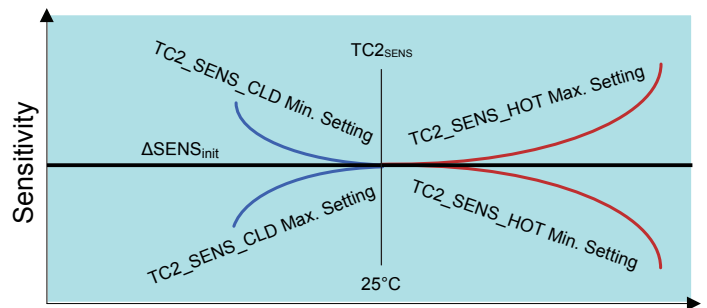 TC2_SENS_CLD Min. Setting
TC2SENS
TC2_SENS_HOT Max. Setting
ΔSENSinit
Sensitivity
TC2_SENS_CLD Max. Setting
TC2_SENS_HOT Min. Setting
25°C